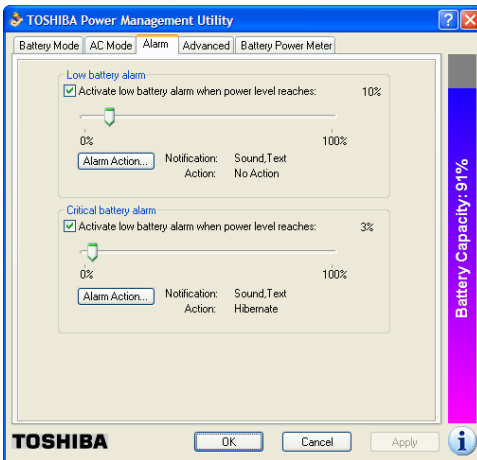 TOSHIBA Power Management Utility
Battery Mode AC Mode Alarm Advanced Battery Power Meter
Low battery alarm
Activate low battery alarm when power level reaches: 10%
0% 100%
Alarm Action... Notification: Sound,Text
Action: No Action
Critical battery alarm
Activate low battery alarm when power level reaches: 3%
0% 100%
Alarm Action... Notification: Sound,Text
Action: Hibernate
Battery Capacity: 91%
TOSHIBA OK Cancel Apply i